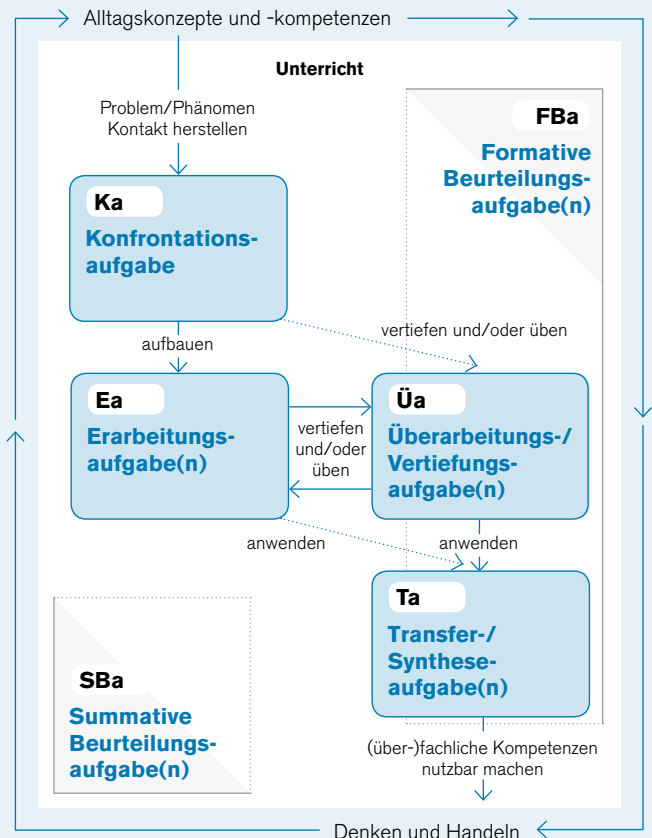 Alltagskonzepte und -kompetenzen
Unterricht
Problem/Phänomen
Kontakt herstellen
FBa
Formative
Beurteilungs-
aufgabe(n)
Ka
Konfrontations-
aufgabe
aufbauen
vertiefen und/oder üben
Ea
Erarbeitungs-
aufgabe(n)
vertiefen
und/oder
üben
Üa
Überarbeitungs-/
Vertiefungs-
aufgabe(n)
anwenden
anwenden
Ta
Transfer-/
Synthese-
aufgabe(n)
SBa
Summative
Beurteilungs-
aufgabe(n)
(über-)fachliche Kompetenzen
nutzbar machen
Denken und Handeln